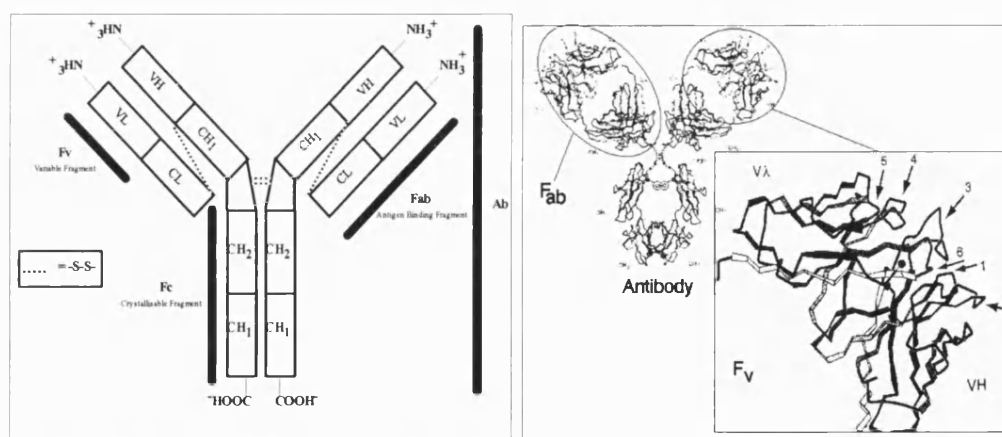 +3HN
NH3+
+3HN
NH3+
VH
VH
VL
VL
CH1
CH1
CL
CL
Fv
Variable Fragment
Fab
Antigen Binding Fragment
Ab
CH2
CH2
..... = -S-S-
Fc
Crystallisable Fragment
CH1
CH1
-HOOC
COOH-
Fab
Antibody
Vλ
5
4
3
6
1
Fv
VH